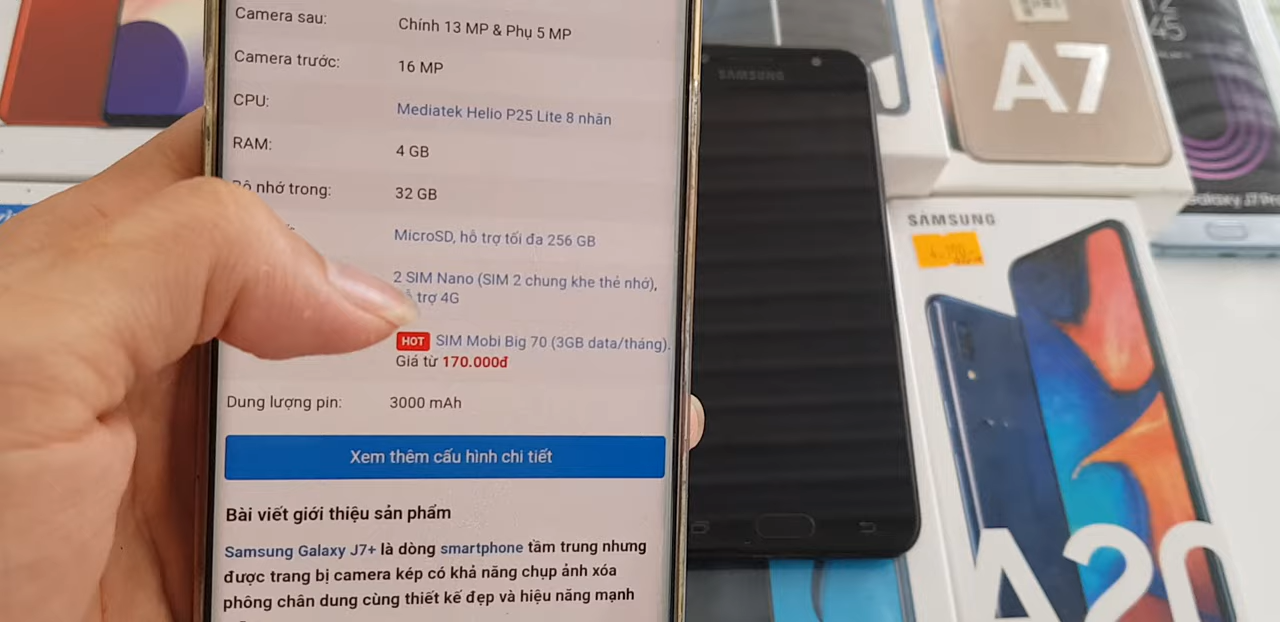 Camera sau:
Chính 13 MP & Phụ 5 MP
Camera trước:
16 MP
CPU:
Mediatek Helio P25 Lite 8 nhân
RAM:
4 GB
nhớ trong:
32 GB
MicroSD, hỗ trợ tối đa 256 GB
2 SIM Nano (SIM 2 chung khe thẻ nhớ),
trợ 4G
HOT SIM Mobi Big 70 (3GB data/tháng).
Giá từ 170.000đ
Dung lượng pin:
3000 mAh
Xem thêm cấu hình chi tiết
Bài viết giới thiệu sản phẩm
Samsung Galaxy J7+ là dòng smartphone tầm trung nhưng
được trang bị camera kép có khả năng chụp ảnh xóa
phông chân dung cùng thiết kế đẹp và hiệu năng mạnh
SAMSUNG
A7
45
Galaxy J7 Pro
SAMSUNG
A20